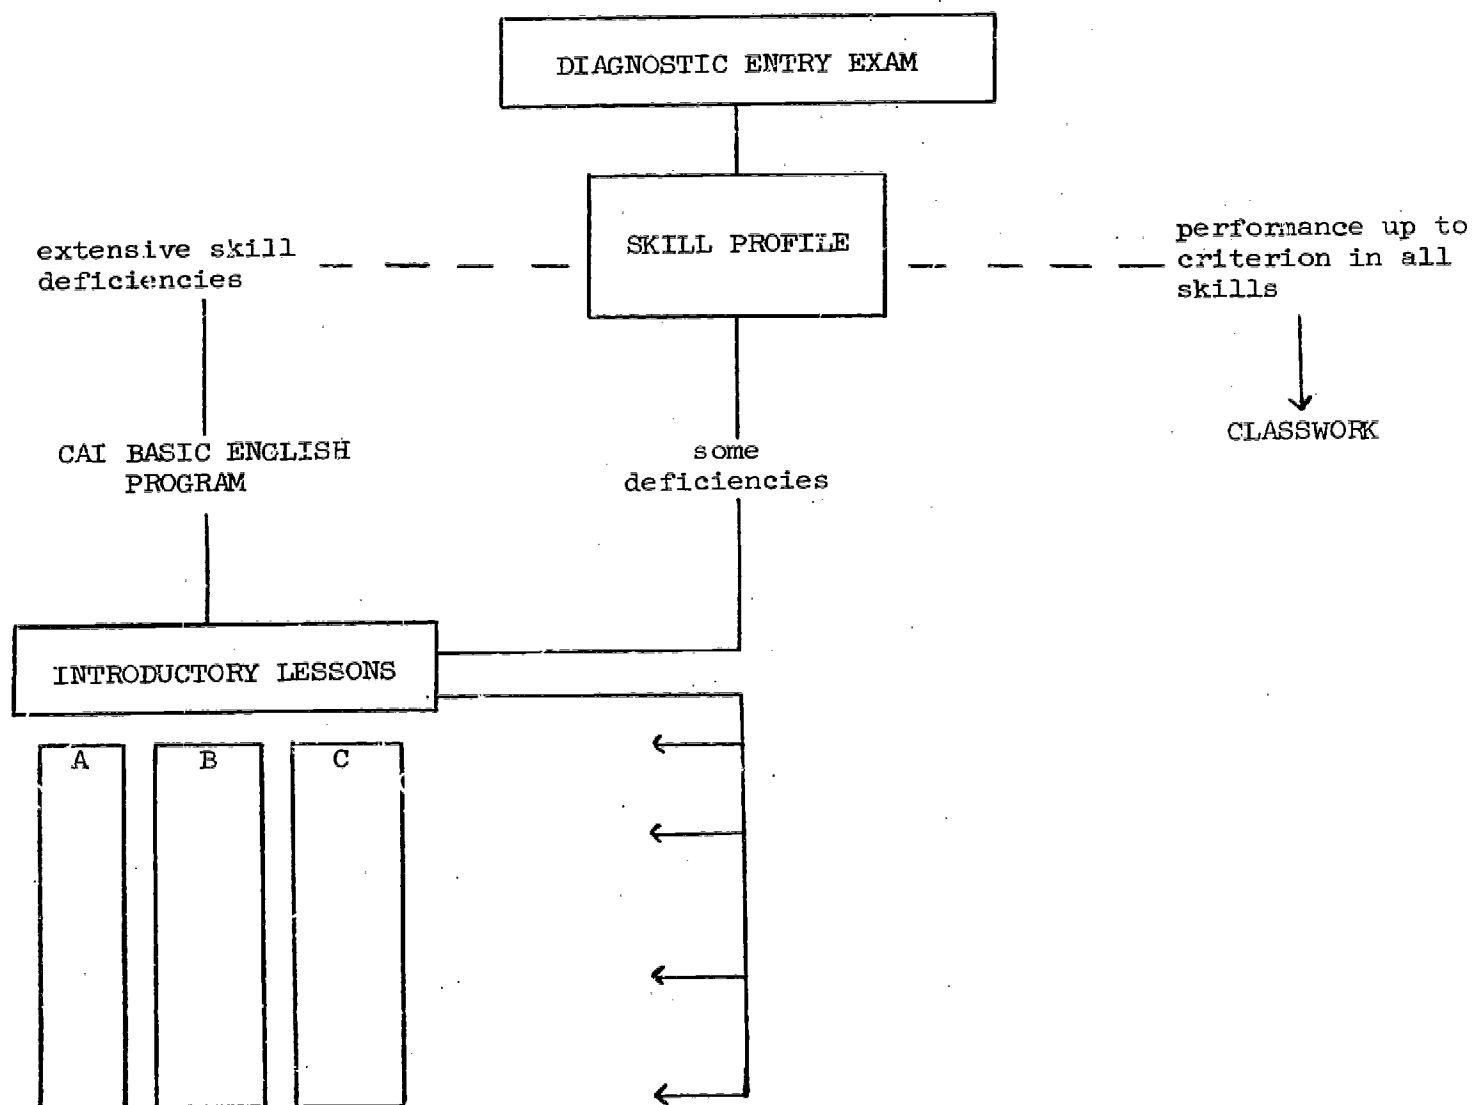 DIAGNOSTIC ENTRY EXAM
SKILL PROFILE
extensive skill
deficiencies
performance up to
criterion in all
skills
CAI BASIC ENGLISH
PROGRAM
some
deficiencies
CLASSWORK
INTRODUCTORY LESSONS
A
B
C